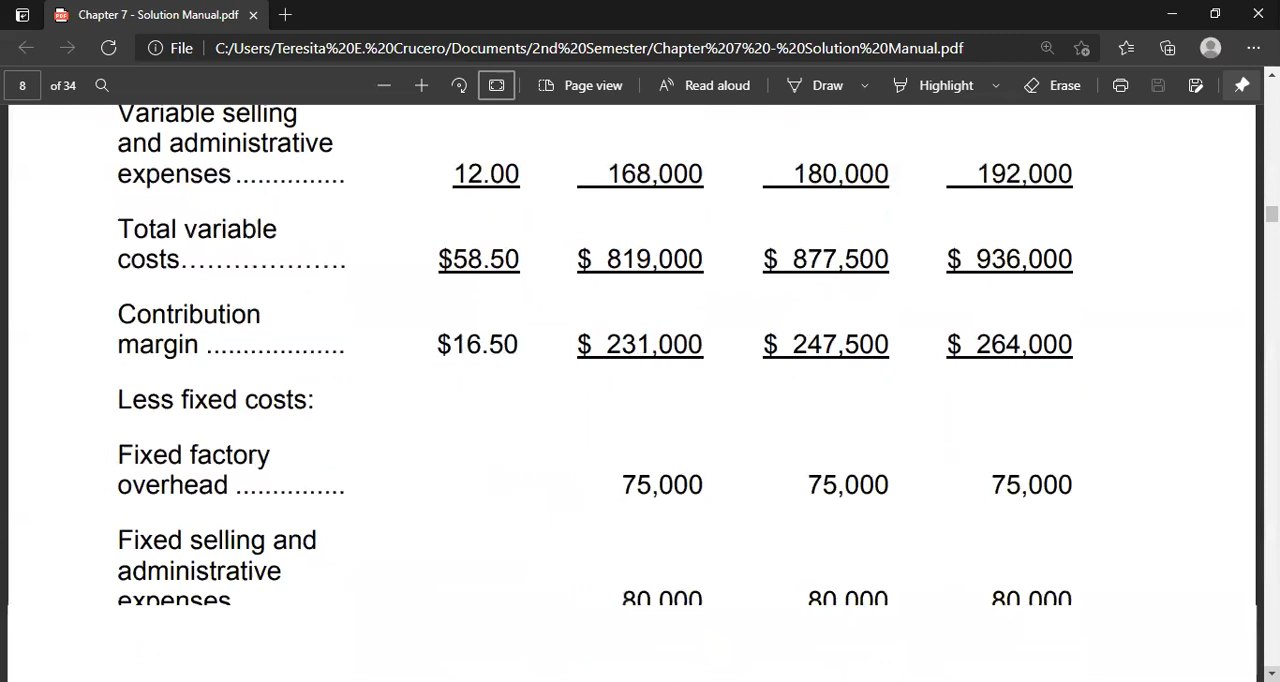 Chapter 7 - Solution Manual.pdf
File C:/Users/Teresita%20E.%20Crucero/Documents/2nd%20Semester/Chapter%207%20-%20Solution%20Manual.pdf
8 of 34 Page view Read aloud Draw Highlight Erase
Variable selling
and administrative
expenses ............... 12.00 168,000 180,000 192,000
Total variable
costs................... $58.50 $ 819,000 $ 877,500 $ 936,000
Contribution
margin ................... $16.50 $ 231,000 $ 247,500 $ 264,000
Less fixed costs:
Fixed factory
overhead ............... 75,000 75,000 75,000
Fixed selling and
administrative
expenses 80,000 80,000 80,000